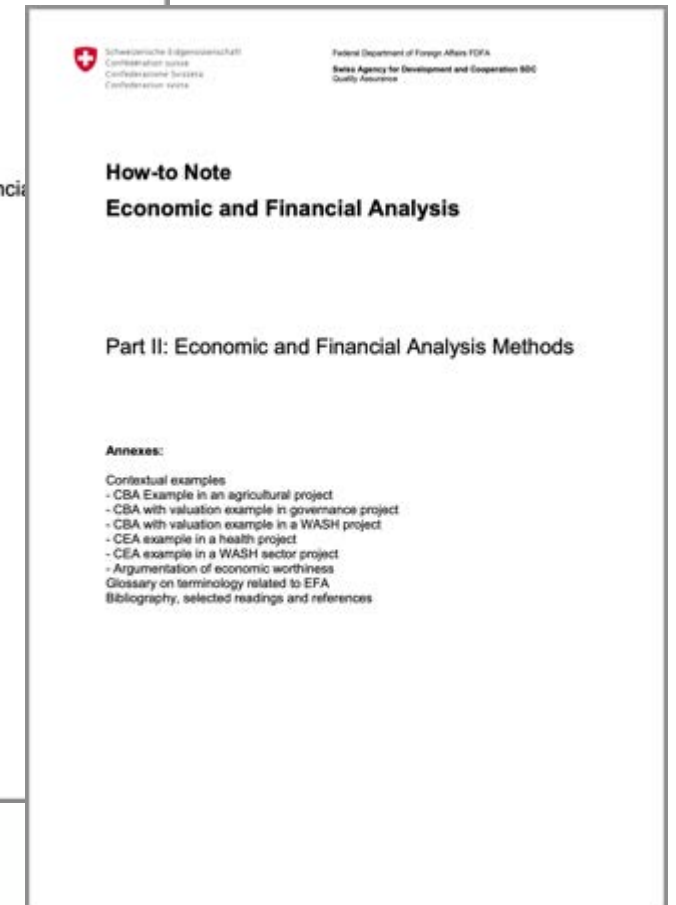 Schweizerische Eidgenossenschaft
Confédération suisse
Confederazione Svizzera
Confederaziun svizra
Federal Department of Foreign Affairs FDFA
Swiss Agency for Development and Cooperation SDC
Quality Assurance
ncia
How-to Note
Economic and Financial Analysis
Part II: Economic and Financial Analysis Methods
Annexes:
Contextual examples
- CBA Example in an agricultural project
- CBA with valuation example in governance project
- CBA with valuation example in a WASH project
- CEA example in a health project
- CEA example in a WASH sector project
- Argumentation of economic worthiness
Glossary on terminology related to EFA
Bibliography, selected readings and references